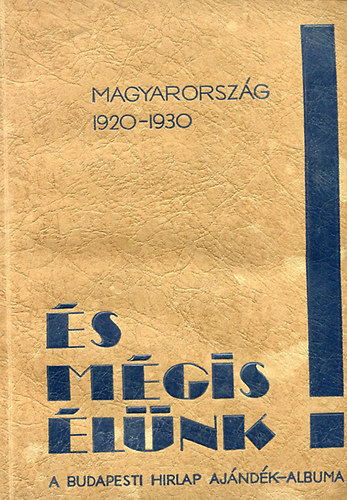 MAGYARORSZÁG
1920-1930
ÉS
MÉGIS
ÉLÜNK!
A BUDAPESTI HIRLAP AJÁNDÉK-ALBUMA